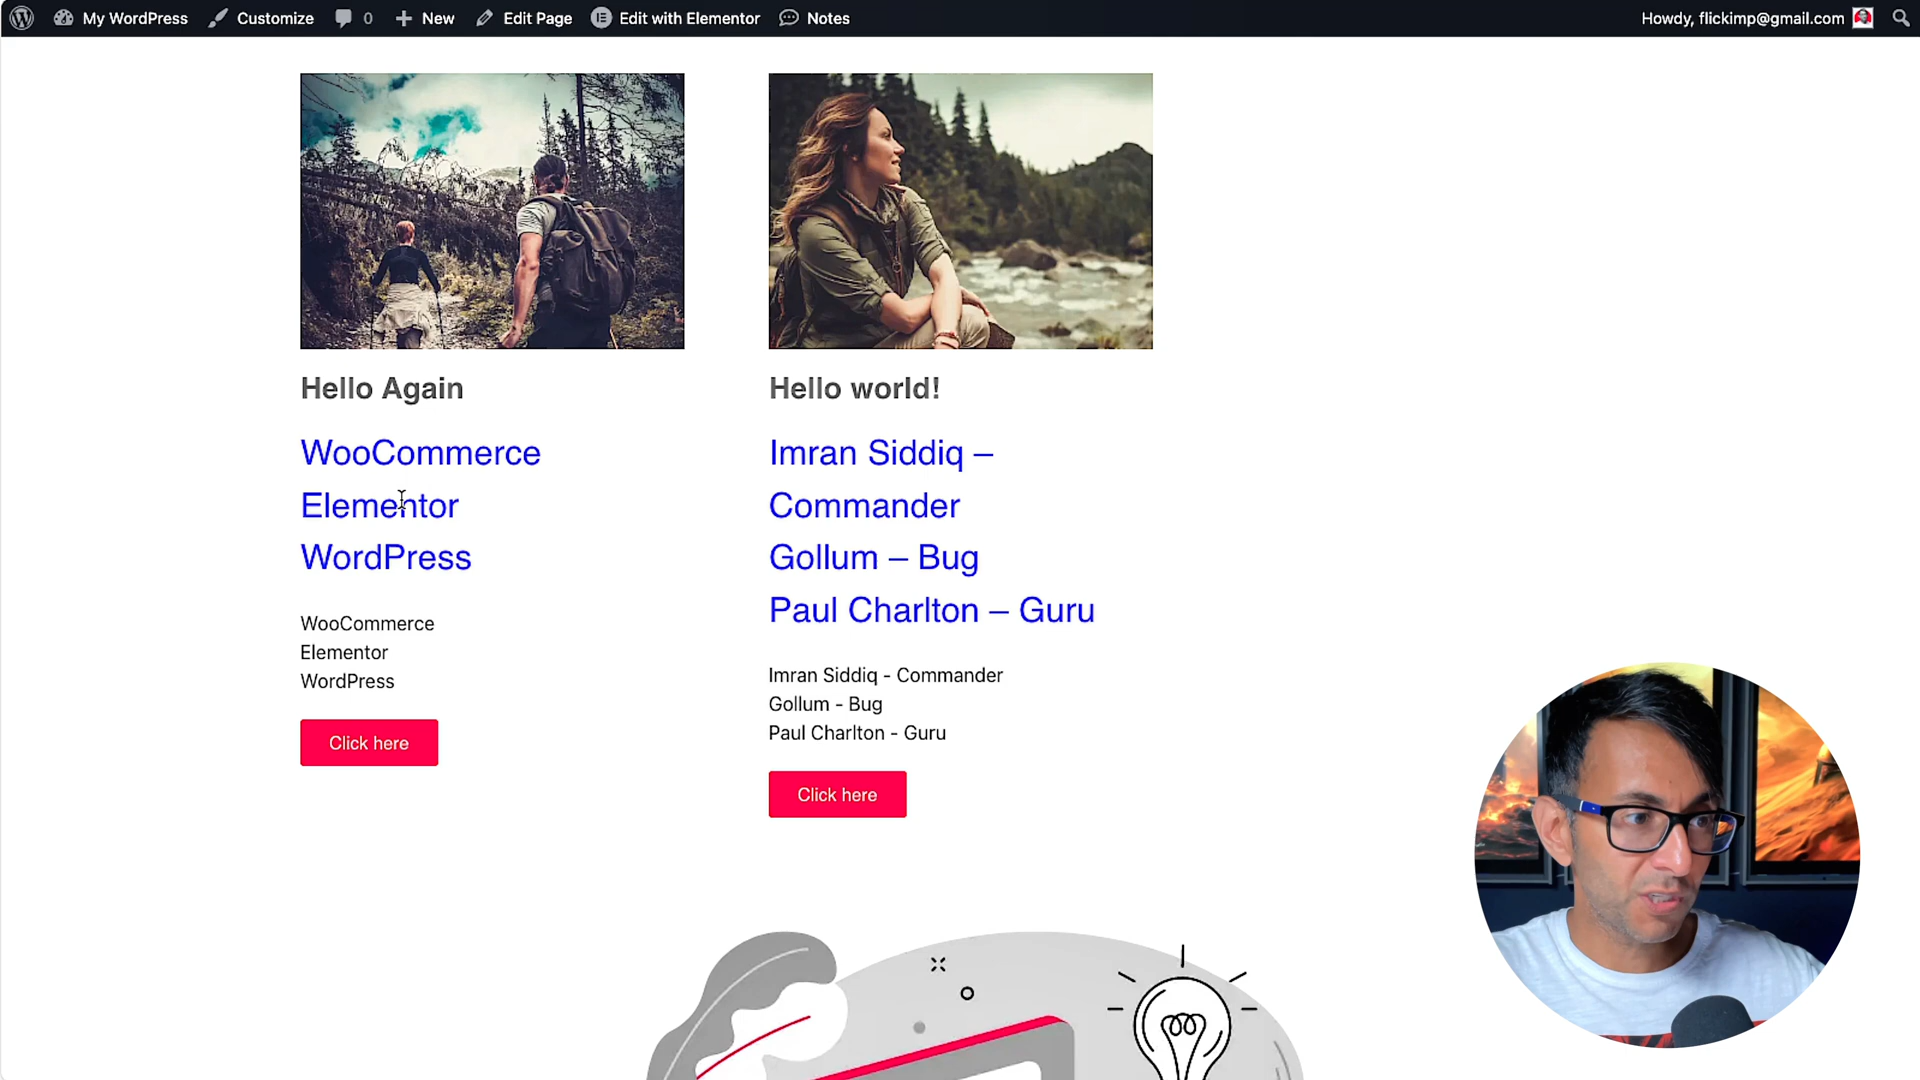 My WordPress Customize 0 New Edit Page Edit with Elementor Notes Howdy, flickimp@gmail.com
Hello Again
WooCommerce
Elementor
WordPress
WooCommerce
Elementor
WordPress
Click here
Hello world!
Imran Siddiq –
Commander
Gollum – Bug
Paul Charlton – Guru
Imran Siddiq - Commander
Gollum - Bug
Paul Charlton - Guru
Click here